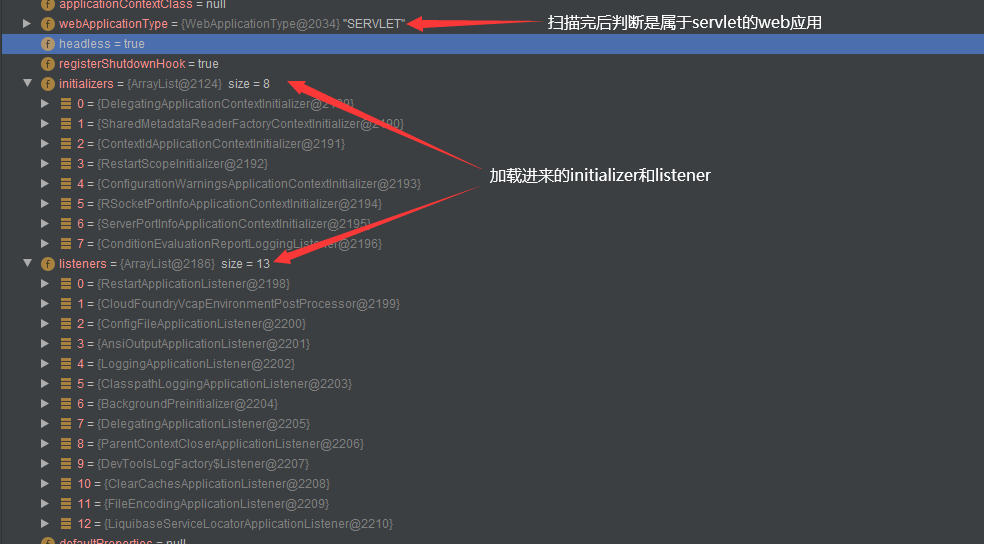 applicationContextClass = null
webApplicationType = {WebApplicationType@2034} "SERVLET"
扫描完后判断是属于servlet的web应用
headless = true
registerShutdownHook = true
initializers = {ArrayList@2124} size = 8
0 = {DelegatingApplicationContextInitializer@2189}
1 = {SharedMetadataReaderFactoryContextInitializer@2190}
2 = {ContextIdApplicationContextInitializer@2191}
3 = {RestartScopeInitializer@2192}
加载进来的initializer和listener
4 = {ConfigurationWarningsApplicationContextInitializer@2193}
5 = {RSocketPortInfoApplicationContextInitializer@2194}
6 = {ServerPortInfoApplicationContextInitializer@2195}
7 = {ConditionEvaluationReportLoggingListener@2196}
listeners = {ArrayList@2186} size = 13
0 = {RestartApplicationListener@2198}
1 = {CloudFoundryVcapEnvironmentPostProcessor@2199}
2 = {ConfigFileApplicationListener@2200}
3 = {AnsiOutputApplicationListener@2201}
4 = {LoggingApplicationListener@2202}
5 = {ClasspathLoggingApplicationListener@2203}
6 = {BackgroundPreinitializer@2204}
7 = {DelegatingApplicationListener@2205}
8 = {ParentContextCloserApplicationListener@2206}
9 = {DevToolsLogFactory$Listener@2207}
10 = {ClearCachesApplicationListener@2208}
11 = {FileEncodingApplicationListener@2209}
12 = {LiquibaseServiceLocatorApplicationListener@2210}
defaultProperties = null